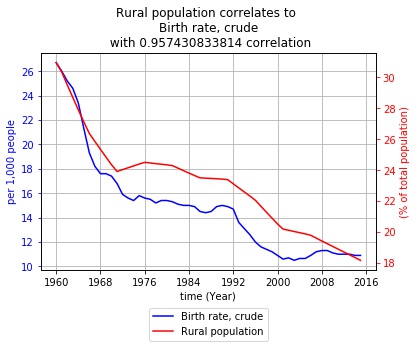 Rural population correlates to
Birth rate, crude
with 0.957430833814 correlation
26
24
22
20
18
16
14
12
10
per 1,000 people
30
28
26
24
22
20
18
(% of total population)
1960 1968 1976 1984 1992 2000 2008 2016
time (Year)
Birth rate, crude
Rural population